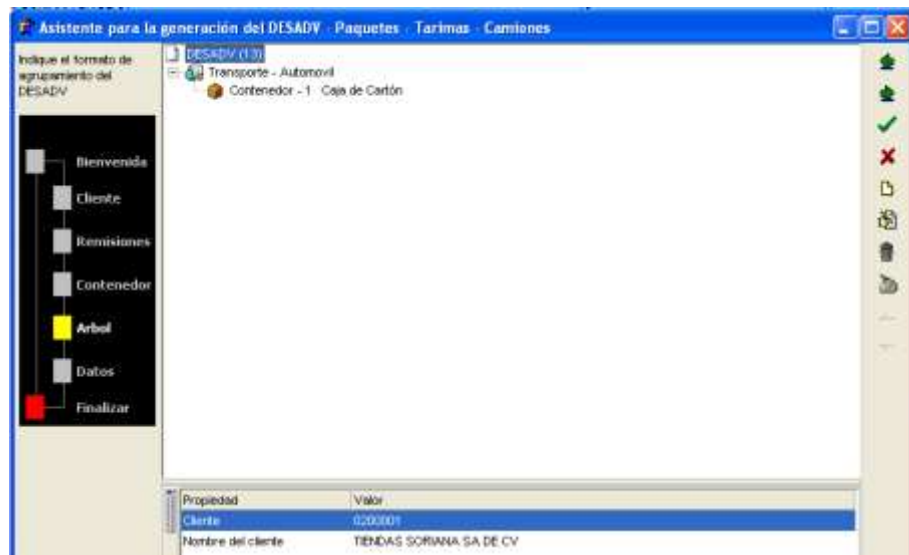 Asistente para la generación del DESADV - Paquetes - Tarimas - Camiones
Indique el formato de
agrupamiento del
DESADV
DESADV (13)
Transporte - Automovil
Contenedor - 1 Caja de Cartón
Bienvenida
Cliente
Remisiones
Contenedor
Arbol
Datos
Finalizar
Propiedad Valor
Cliente 0200001
Nombre del cliente TIENDAS SORIANA SA DE CV